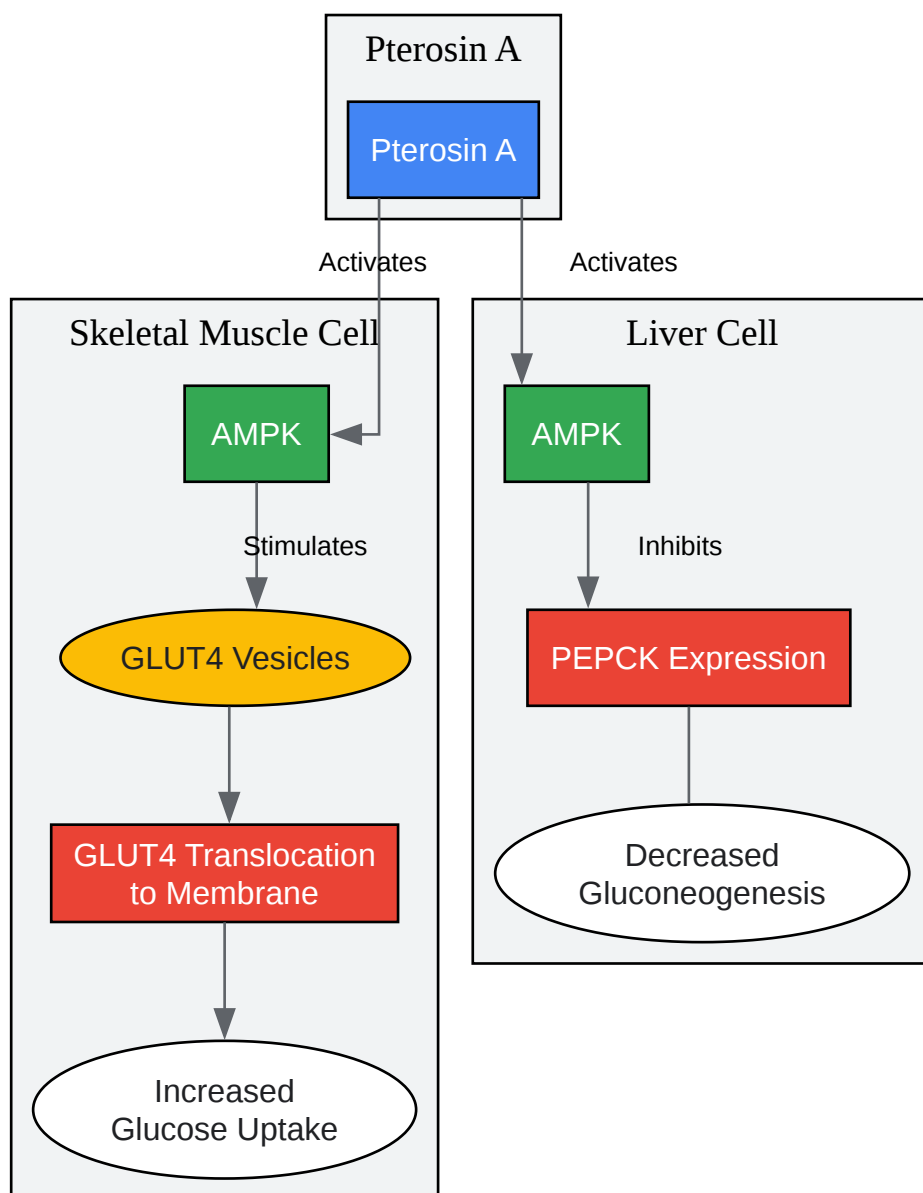 Pterosin A
Pterosin A
Activates
Activates
Skeletal Muscle Cell
AMPK
Stimulates
GLUT4 Vesicles
GLUT4 Translocation
to Membrane
Increased
Glucose Uptake
Liver Cell
AMPK
Inhibits
PEPCK Expression
Decreased
Gluconeogenesis